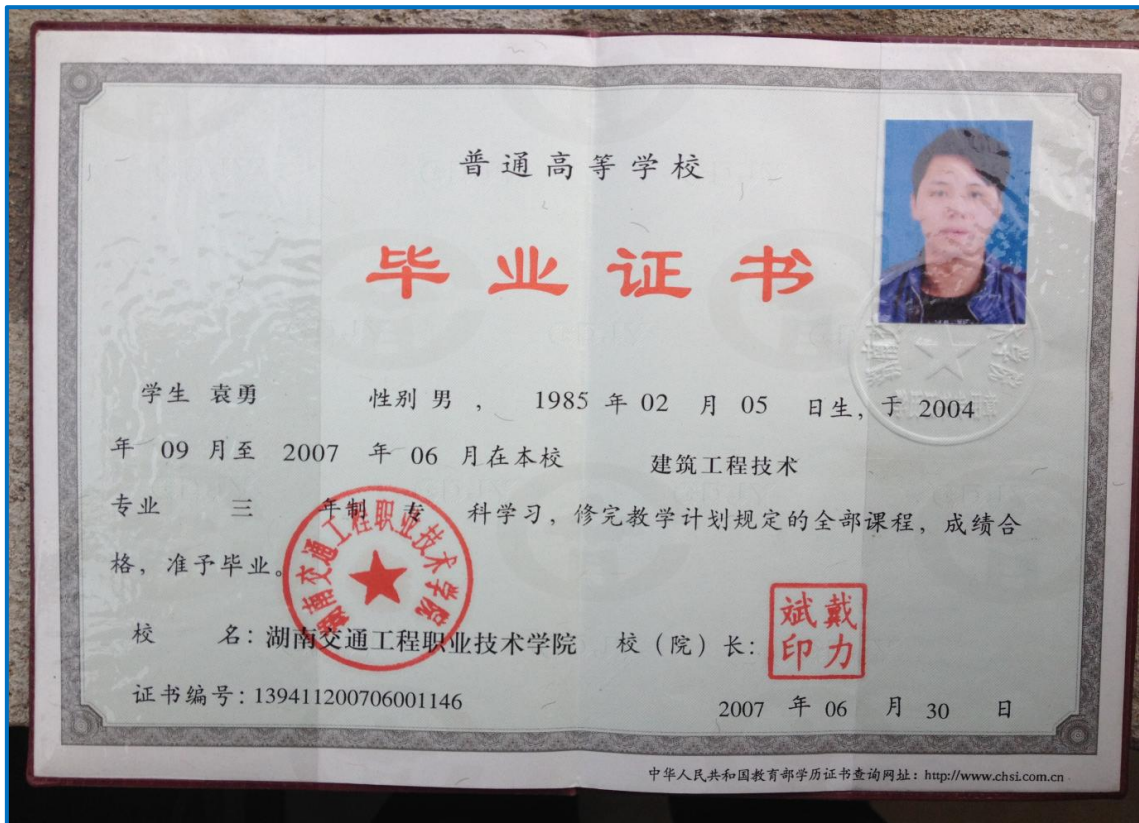 普通高等学校
毕业证书
学生 袁勇 性别 男 , 1985 年 02 月 05 日生, 于 2004
年 09 月至 2007 年 06 月在本校 建筑工程技术
专业 三 年制 专 科学习, 修完教学计划规定的全部课程, 成绩合
格, 准予毕业。
湖南交通工程职业技术学院
校 名: 湖南交通工程职业技术学院 校 (院) 长:
戴力斌印
证书编号: 139411200706001146
2007 年 06 月 30 日
中华人民共和国教育部学历证书查询网址: http://www.chsi.com.cn